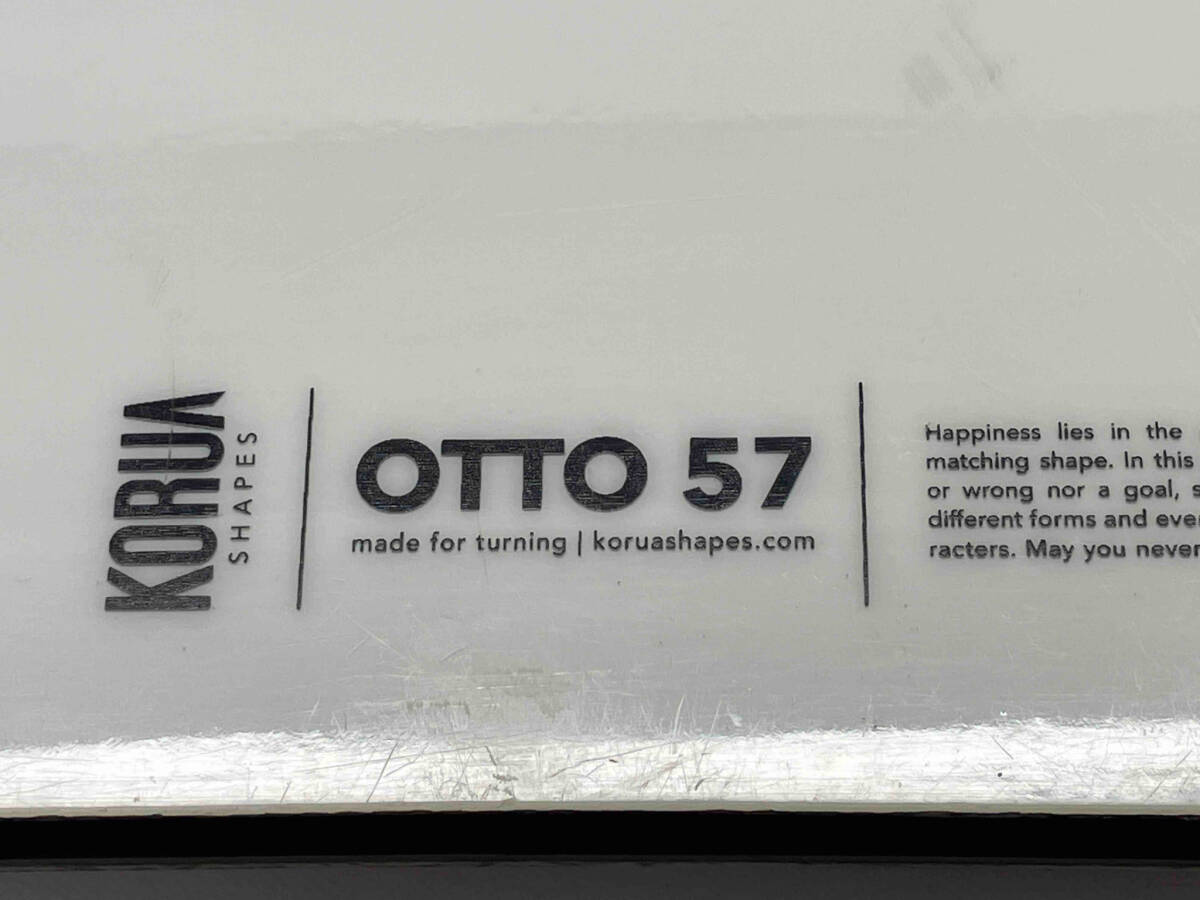 KORUA
SHAPES
OTTO 57
made for turning | koruashapes.com
Happiness lies in the
matching shape. In this
or wrong nor a goal, s
different forms and eve
racters. May you never